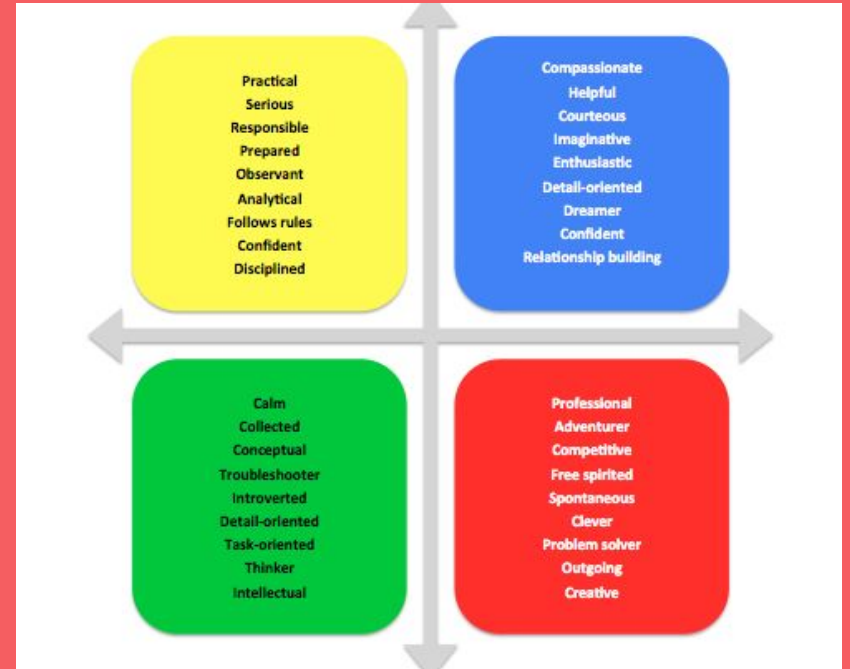 Practical
Serious
Responsible
Prepared
Observant
Analytical
Follows rules
Confident
Disciplined
Compassionate
Helpful
Courteous
Imaginative
Enthusiastic
Detail-oriented
Dreamer
Confident
Relationship building
Calm
Collected
Conceptual
Troubleshooter
Introverted
Detail-oriented
Task-oriented
Thinker
Intellectual
Professional
Adventurer
Competitive
Free spirited
Spontaneous
Clever
Problem solver
Outgoing
Creative